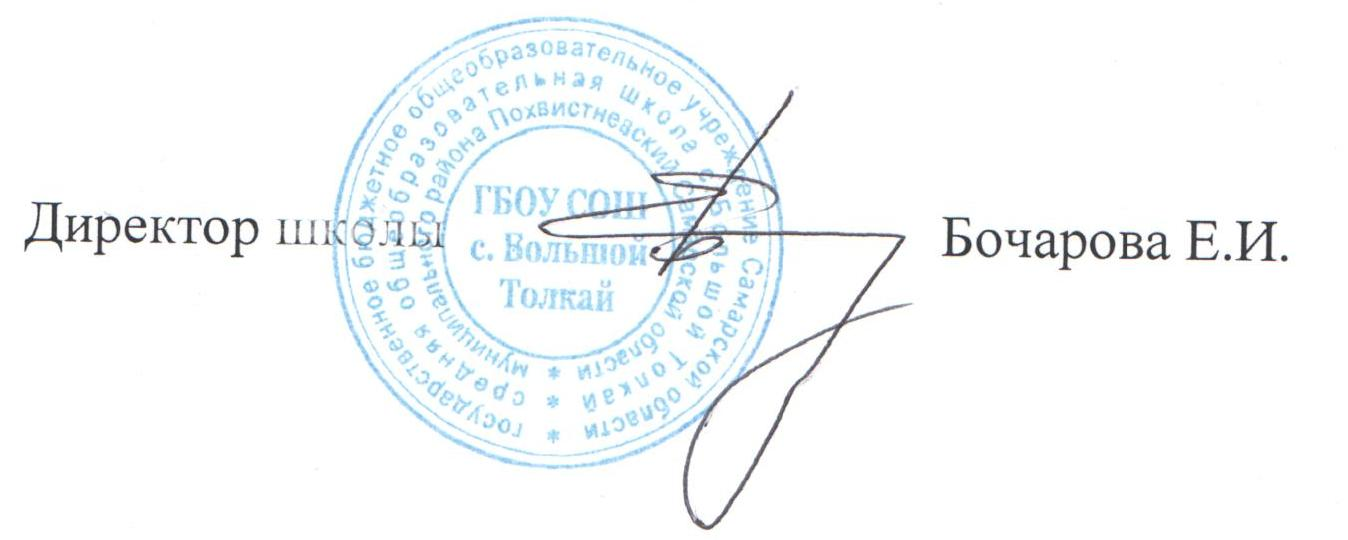 Директор школы
Бочарова Е.И.
государственное бюджетное общеобразовательное учреждение Самарской области *
средняя общеобразовательная школа с. Большой Толкай *
муниципального района Похвистневский Самарской области *
ГБОУ СОШ
с. Большой
Толкай